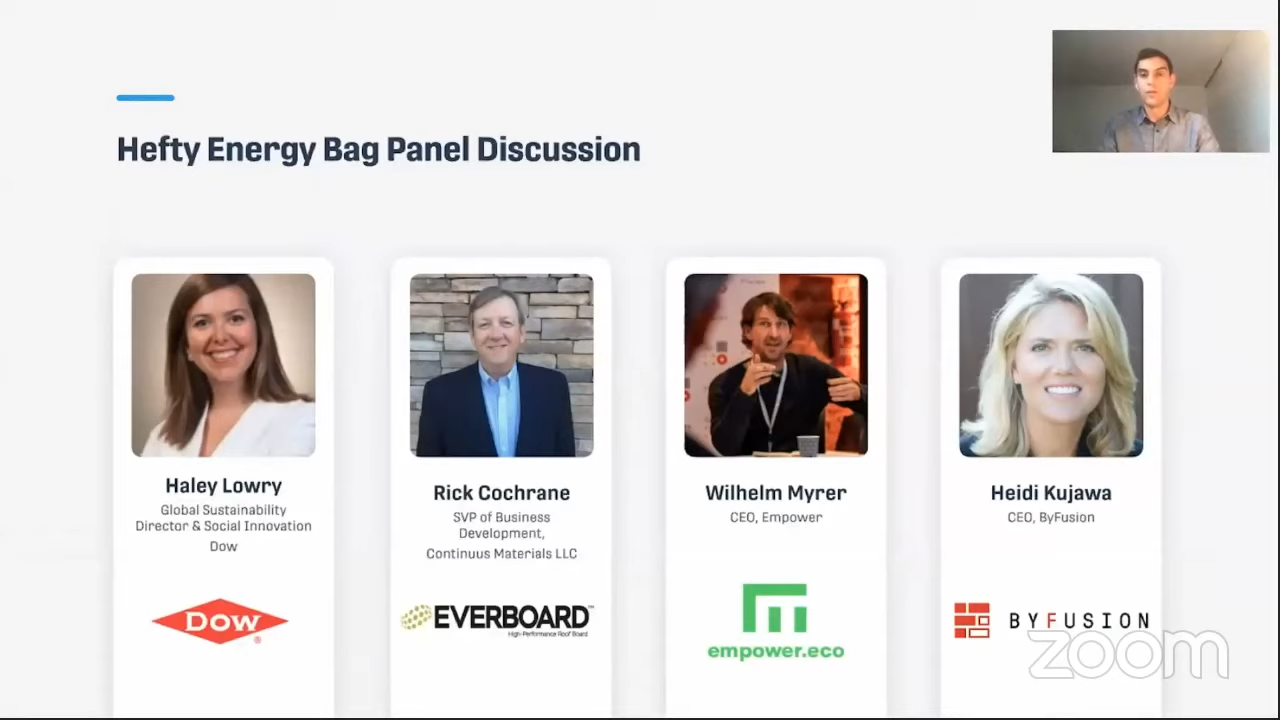 Hefty Energy Bag Panel Discussion
Haley Lowry
Global Sustainability
Director & Social Innovation
Dow
DOW
®
Rick Cochrane
SVP of Business
Development,
Continuus Materials LLC
EVERBOARD™
High-Performance Roof Board
Wilhelm Myrer
CEO, Empower
empower.eco
Heidi Kujawa
CEO, ByFusion
BYFUSION
zoom